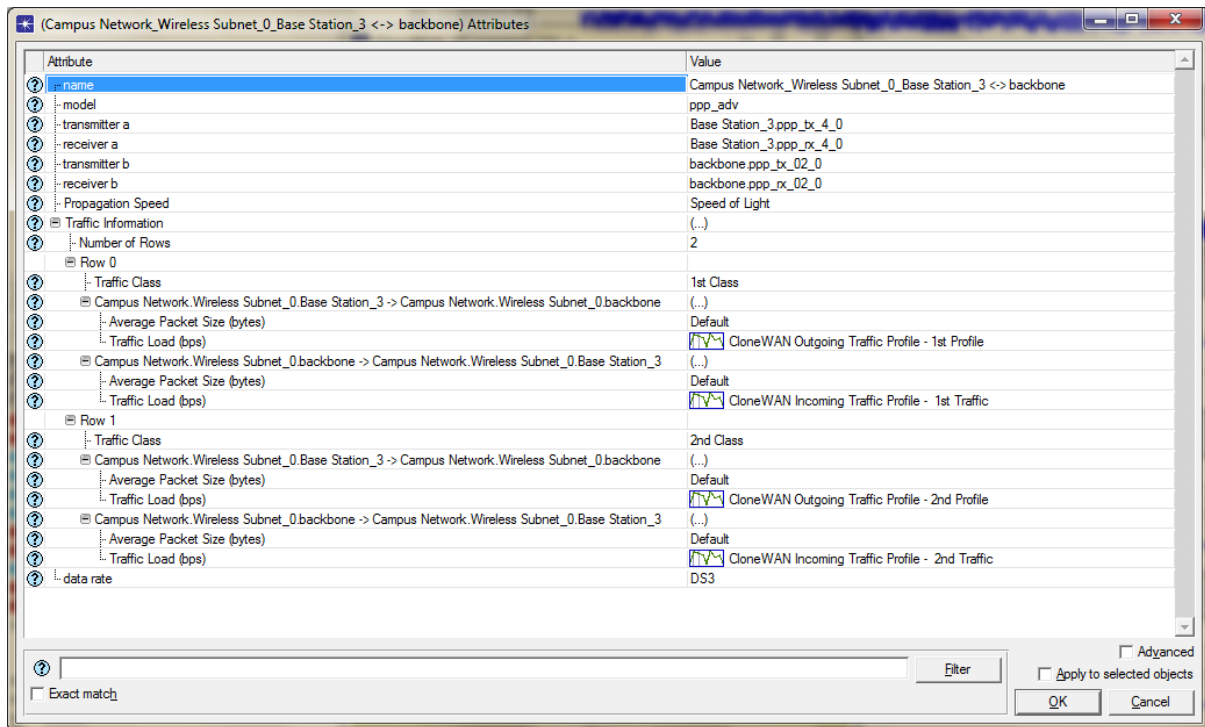 (Campus Network_Wireless Subnet_0_Base Station_3 <-> backbone) Attributes
Attribute Value
name Campus Network_Wireless Subnet_0_Base Station_3 <-> backbone
model ppp_adv
transmitter a Base Station_3.ppp_tx_4_0
receiver a Base Station_3.ppp_rx_4_0
transmitter b backbone.ppp_tx_02_0
receiver b backbone.ppp_rx_02_0
Propagation Speed Speed of Light
Traffic Information (...)
Number of Rows 2
Row 0
Traffic Class 1st Class
Campus Network.Wireless Subnet_0.Base Station_3 -> Campus Network.Wireless Subnet_0.backbone (...)
Average Packet Size (bytes) Default
Traffic Load (bps) CloneWAN Outgoing Traffic Profile - 1st Profile
Campus Network.Wireless Subnet_0.backbone -> Campus Network.Wireless Subnet_0.Base Station_3 (...)
Average Packet Size (bytes) Default
Traffic Load (bps) CloneWAN Incoming Traffic Profile - 1st Traffic
Row 1
Traffic Class 2nd Class
Campus Network.Wireless Subnet_0.Base Station_3 -> Campus Network.Wireless Subnet_0.backbone (...)
Average Packet Size (bytes) Default
Traffic Load (bps) CloneWAN Outgoing Traffic Profile - 2nd Profile
Campus Network.Wireless Subnet_0.backbone -> Campus Network.Wireless Subnet_0.Base Station_3 (...)
Average Packet Size (bytes) Default
Traffic Load (bps) CloneWAN Incoming Traffic Profile - 2nd Traffic
data rate DS3
Advanced
Filter
Apply to selected objects
Exact match
OK Cancel